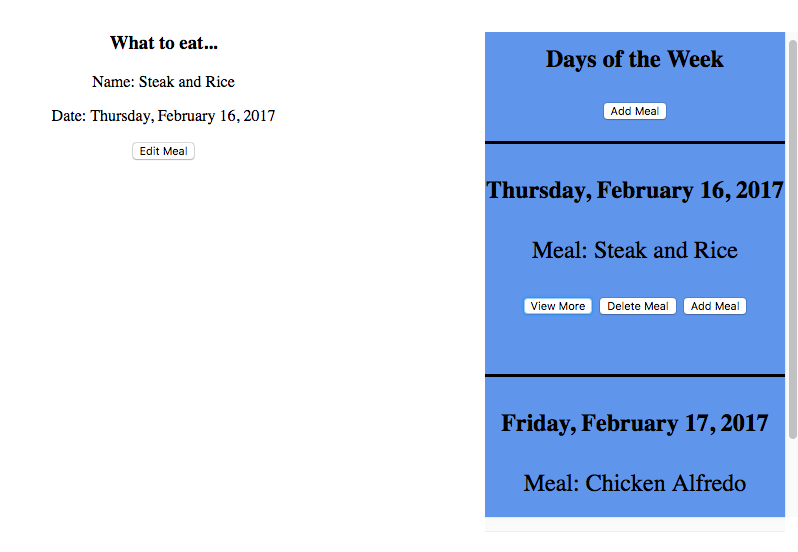 What to eat...
Name: Steak and Rice
Date: Thursday, February 16, 2017
Edit Meal
Days of the Week
Add Meal
Thursday, February 16, 2017
Meal: Steak and Rice
View More Delete Meal Add Meal
Friday, February 17, 2017
Meal: Chicken Alfredo